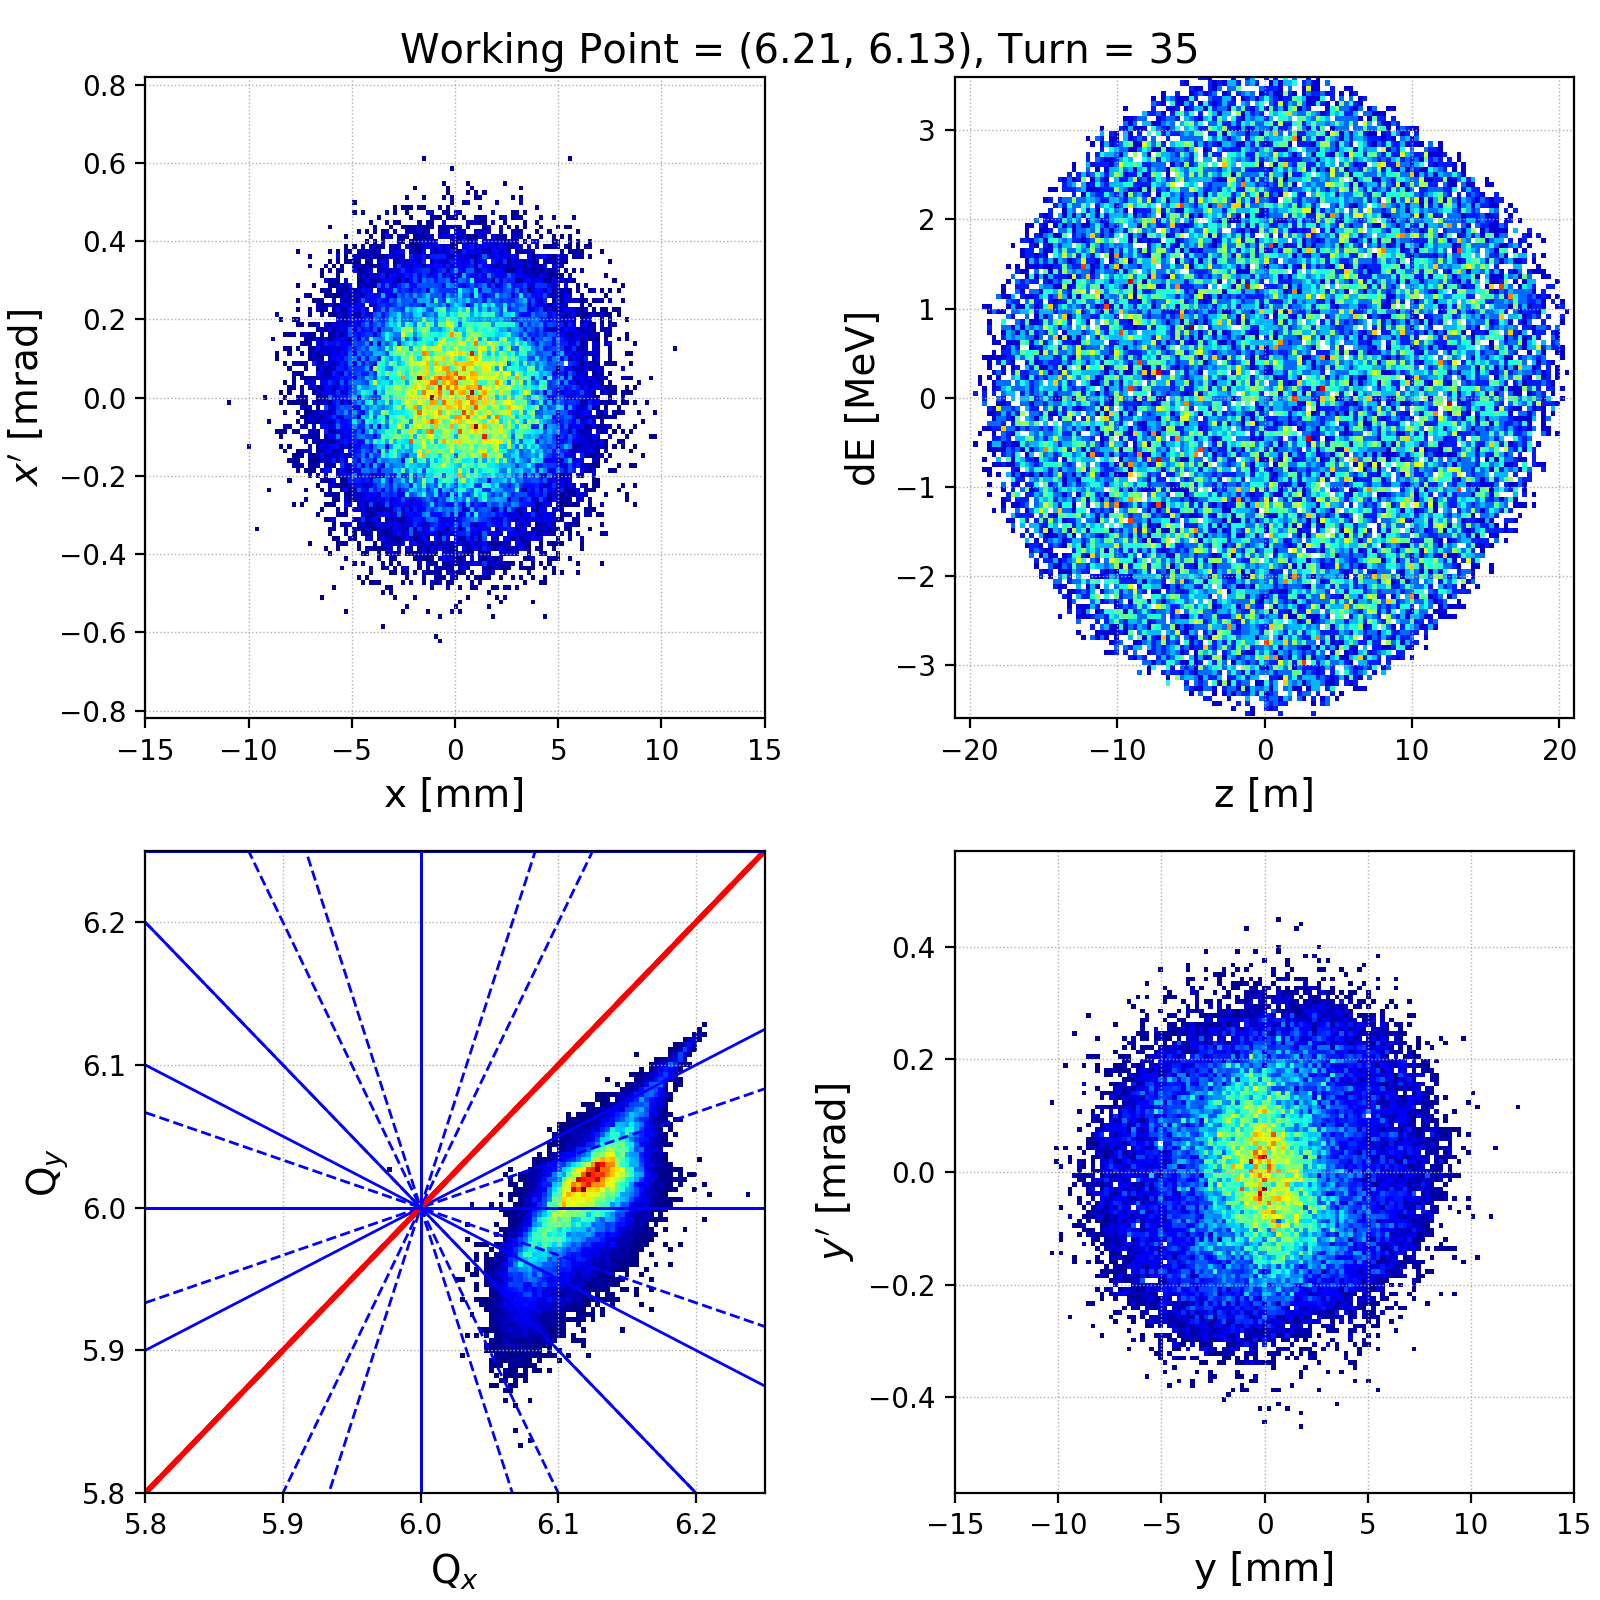 Working Point = (6.21, 6.13), Turn = 35
0.8
0.6
0.4
0.2
0.0
−0.2
−0.4
−0.6
−0.8
x′ [mrad]
−15 −10 −5 0 5 10 15
x [mm]
3
2
1
0
−1
−2
−3
dE [MeV]
−20 −10 0 10 20
z [m]
6.2
6.1
6.0
5.9
5.8
Qy
5.8 5.9 6.0 6.1 6.2
Qx
0.4
0.2
0.0
−0.2
−0.4
y′ [mrad]
−15 −10 −5 0 5 10 15
y [mm]